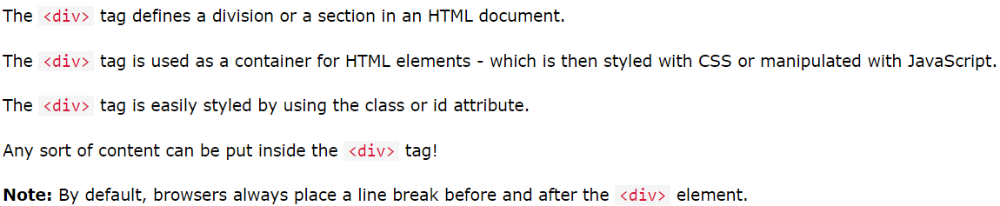 The <div> tag defines a division or a section in an HTML document.
The <div> tag is used as a container for HTML elements - which is then styled with CSS or manipulated with JavaScript.
The <div> tag is easily styled by using the class or id attribute.
Any sort of content can be put inside the <div> tag!
Note: By default, browsers always place a line break before and after the <div> element.